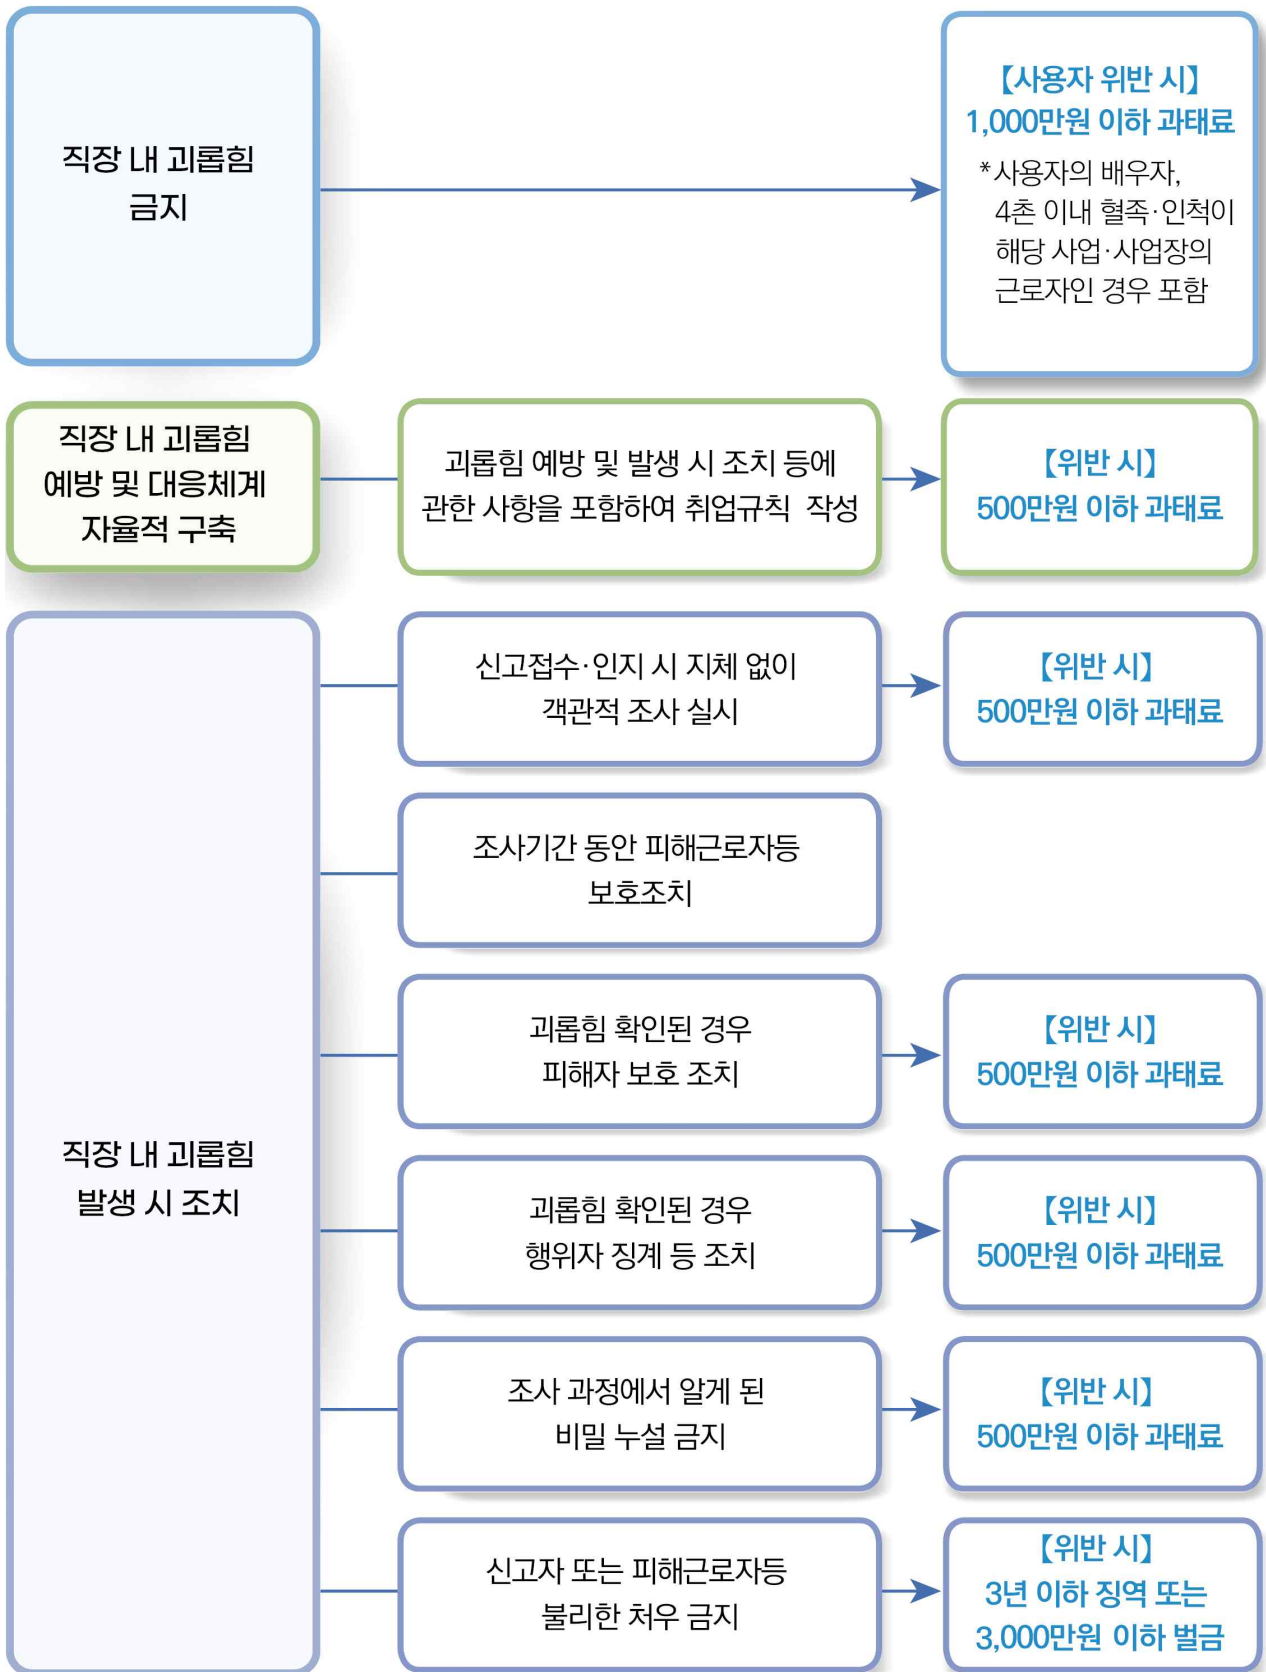 직장 내 괴롭힘
금지
【사용자 위반 시】
1,000만원 이하 과태료
*사용자의 배우자,
4촌 이내 혈족·인척이
해당 사업·사업장의
근로자인 경우 포함
직장 내 괴롭힘
예방 및 대응체계
자율적 구축
괴롭힘 예방 및 발생 시 조치 등에
관한 사항을 포함하여 취업규칙 작성
【위반 시】
500만원 이하 과태료
직장 내 괴롭힘
발생 시 조치
신고접수·인지 시 지체 없이
객관적 조사 실시
【위반 시】
500만원 이하 과태료
조사기간 동안 피해근로자등
보호조치
괴롭힘 확인된 경우
피해자 보호 조치
【위반 시】
500만원 이하 과태료
괴롭힘 확인된 경우
행위자 징계 등 조치
【위반 시】
500만원 이하 과태료
조사 과정에서 알게 된
비밀 누설 금지
【위반 시】
500만원 이하 과태료
신고자 또는 피해근로자등
불리한 처우 금지
【위반 시】
3년 이하 징역 또는
3,000만원 이하 벌금